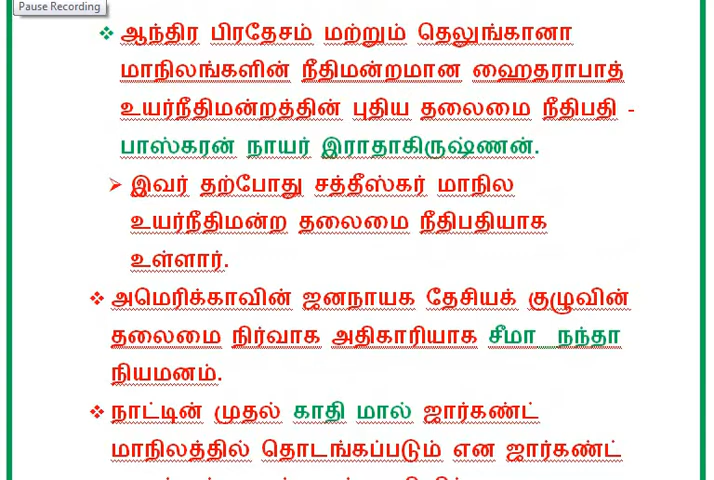 Pause Recording
❖ ஆந்திர பிரதேசம் மற்றும் தெலுங்கானா
மாநிலங்களின் நீதிமன்றமான ஹைதராபாத்
உயர்நீதிமன்றத்தின் புதிய தலைமை நீதிபதி -
பாஸ்கரன் நாயர் இராதாகிருஷ்ணன்.
➢ இவர் தற்போது சத்தீஸ்கர் மாநில
உயர்நீதிமன்ற தலைமை நீதிபதியாக
உள்ளார்.
❖ அமெரிக்காவின் ஜனநாயக தேசியக் குழுவின்
தலைமை நிர்வாக அதிகாரியாக சீமா நந்தா
நியமனம்.
❖ நாட்டின் முதல் காதி மால் ஜார்கண்ட்
மாநிலத்தில் தொடங்கப்படும் என ஜார்கண்ட்